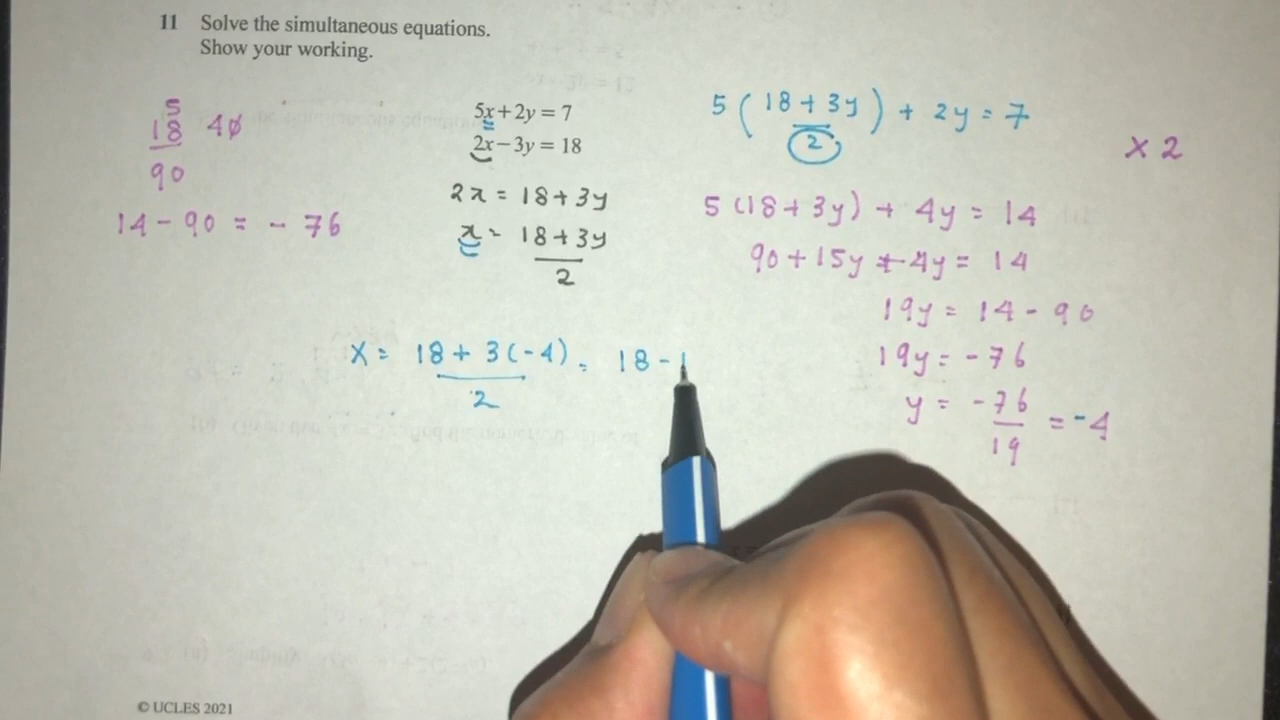 11 Solve the simultaneous equations.
Show your working.
5x + 2y = 7
2x − 3y = 18
2x = 18 + 3y
x = 18 + 3y
2
5
18 40
90
14 - 90 = - 76
5 ( 18 + 3y ) + 2y = 7
2
x 2
5 (18 + 3y) + 4y = 14
90 + 15y + 4y = 14
19y = 14 - 90
19y = - 76
y = - 76 = -4
19
x = 18 + 3(-4) = 18 - 1
2
© UCLES 2021